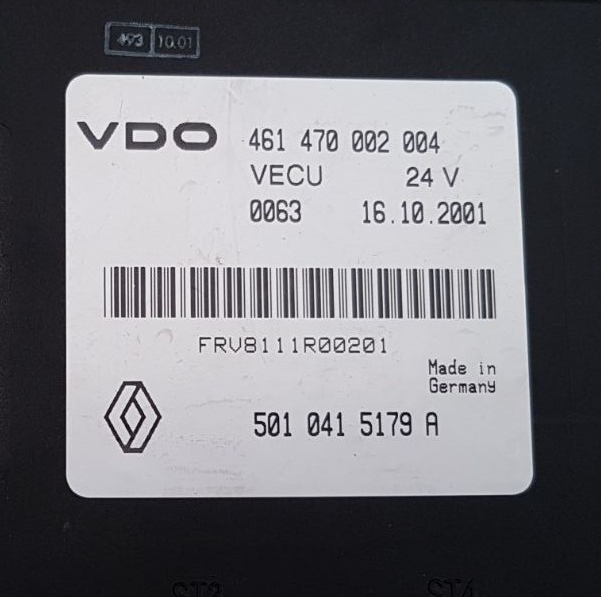 493 10.01
VDO 461 470 002 004
VECU 24 V
0063 16.10.2001
FRV8111R00201
Made in
Germany
501 041 5179 A